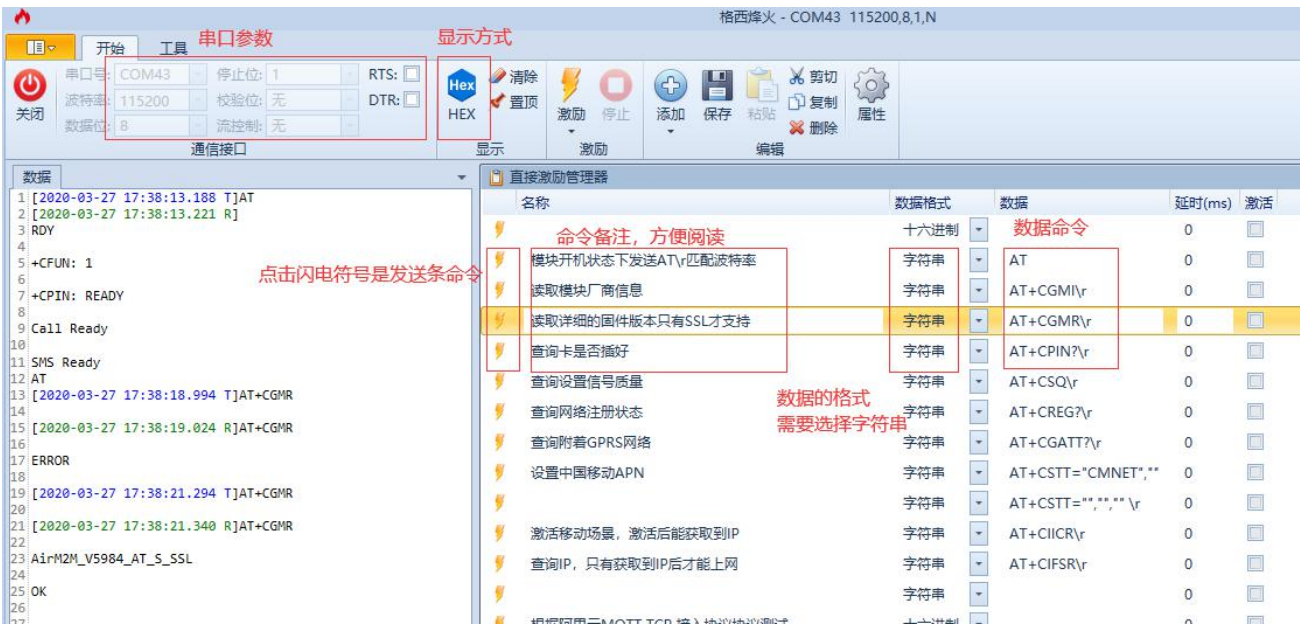 格西烽火 - COM43 115200,8,1,N
开始 工具 串口参数 显示方式
串口号: COM43 停止位: 1 RTS:
波特率: 115200 校验位: 无 DTR:
数据位: 8 流控制: 无
关闭
Hex
HEX
清除
置顶
激励 停止
添加 保存 粘贴
剪切
复制
删除
属性
通信接口 显示 激励 编辑
数据
1 [2020-03-27 17:38:13.188 T]AT
2 [2020-03-27 17:38:13.221 R]
3 RDY
4
5 +CFUN: 1
6
7 +CPIN: READY
8
9 Call Ready
10
11 SMS Ready
12 AT
13 [2020-03-27 17:38:18.994 T]AT+CGMR
14
15 [2020-03-27 17:38:19.024 R]AT+CGMR
16
17 ERROR
18
19 [2020-03-27 17:38:21.294 T]AT+CGMR
20
21 [2020-03-27 17:38:21.340 R]AT+CGMR
22
23 AirM2M_V5984_AT_S_SSL
24
25 OK
26
27
点击闪电符号是发送条命令
直接激励管理器
名称 数据格式 数据 延时(ms) 激活
命令备注，方便阅读 十六进制 数据命令 0
模块开机状态下发送AT\r匹配波特率 字符串 AT 0
读取模块厂商信息 字符串 AT+CGMI\r 0
读取详细的固件版本只有SSL才支持 字符串 AT+CGMR\r 0
查询卡是否插好 字符串 AT+CPIN?\r 0
查询设置信号质量 字符串 AT+CSQ\r 0
数据的格式
需要选择字符串
查询网络注册状态 字符串 AT+CREG?\r 0
查询附着GPRS网络 字符串 AT+CGATT?\r 0
设置中国移动APN 字符串 AT+CSTT="CMNET","" 0
字符串 AT+CSTT="","","" \r 0
激活移动场景，激活后能获取到IP 字符串 AT+CIICR\r 0
查询IP，只有获取到IP后才能上网 字符串 AT+CIFSR\r 0
字符串 0